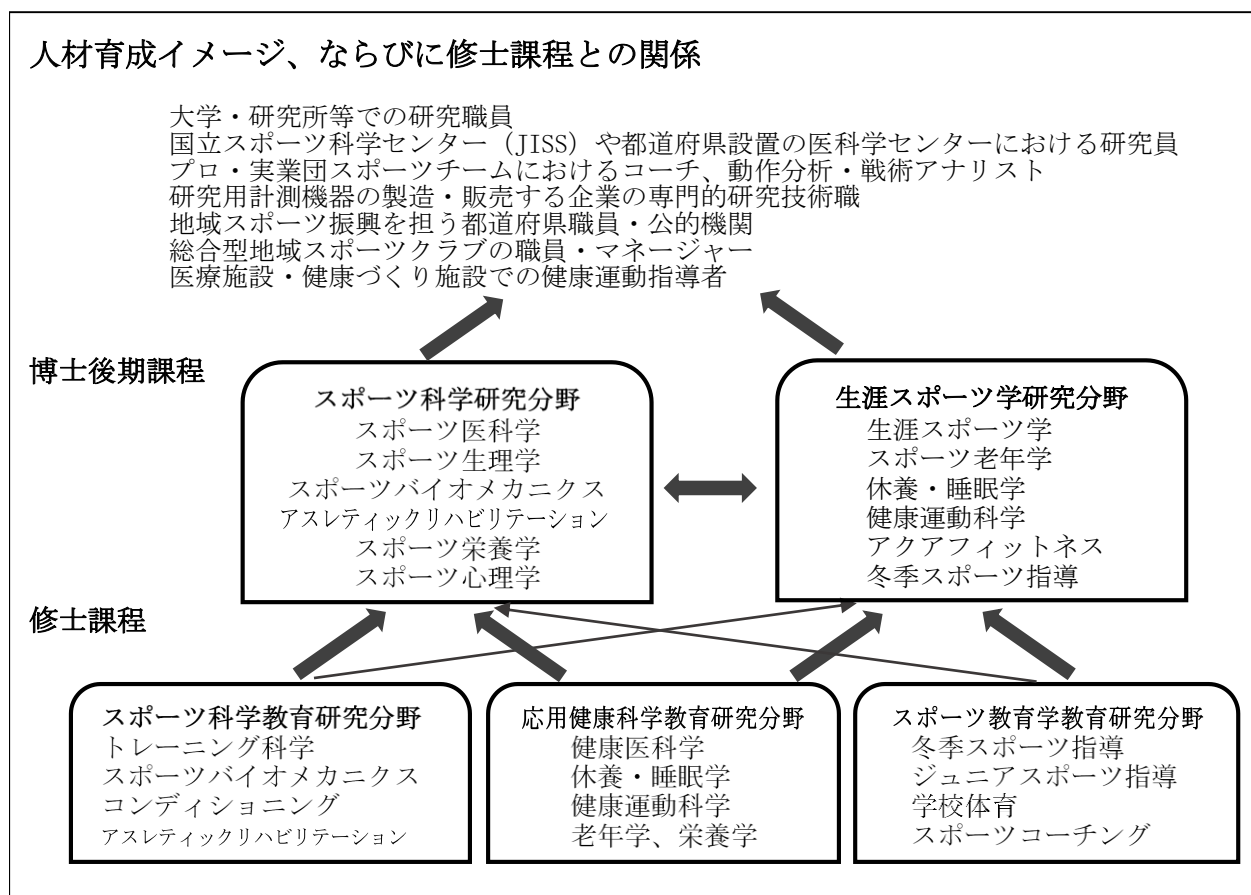 人材育成イメージ、ならびに修士課程との関係
大学・研究所等での研究職員
国立スポーツ科学センター（JISS）や都道府県設置の医科学センターにおける研究員
プロ・実業団スポーツチームにおけるコーチ、動作分析・戦術アナリスト
研究用計測機器の製造・販売する企業の専門的研究技術職
地域スポーツ振興を担う都道府県職員・公的機関
総合型地域スポーツクラブの職員・マネージャー
医療施設・健康づくり施設での健康運動指導者
博士後期課程
スポーツ科学研究分野
スポーツ医科学
スポーツ生理学
スポーツバイオメカニクス
アスレティックリハビリテーション
スポーツ栄養学
スポーツ心理学
生涯スポーツ学研究分野
生涯スポーツ学
スポーツ老年学
休養・睡眠学
健康運動科学
アクアフィットネス
冬季スポーツ指導
修士課程
スポーツ科学教育研究分野
トレーニング科学
スポーツバイオメカニクス
コンディショニング
アスレティックリハビリテーション
応用健康科学教育研究分野
健康医科学
休養・睡眠学
健康運動科学
老年学、栄養学
スポーツ教育学教育研究分野
冬季スポーツ指導
ジュニアスポーツ指導
学校体育
スポーツコーチング